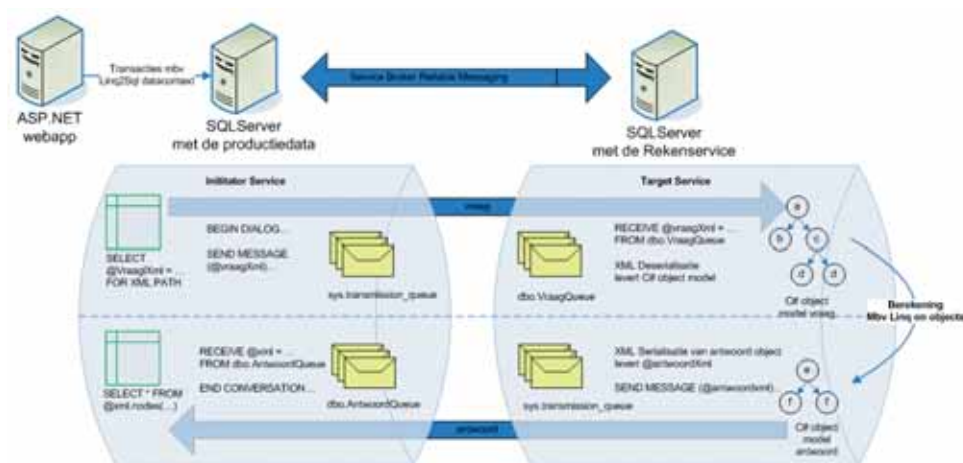 Transacties mbv
Linq2Sql datacontext
Service Broker Reliable Messaging
ASP.NET
webapp
SQLServer
met de productiedata
SQLServer
met de Rekenservice
Inititator Service
Target Service
vraag
BEGIN DIALOG...
SEND MESSAGE
(@vraagXml)...
SELECT
@VraagXml = ...
FOR XML PATH
sys.transmission_queue
RECEIVE @vraagXml = ...
FROM dbo.VraagQueue
XML Deserialisatie
levert C# object model
dbo.VraagQueue
a
b
c
d
d
C# object
model vraag
Berekening
Mbv Linq on objects
RECEIVE @xml = ...
FROM dbo.AntwoordQueue
END CONVERSATION ...
SELECT * FROM
@xml.nodes(...)
dbo.AntwoordQueue
XML Serialisatie van antwoord object
levert @antwoordXml
SEND MESSAGE (@antwoordxml)...
sys.transmission_queue
e
f
f
C# object
model
antwoord
antwoord